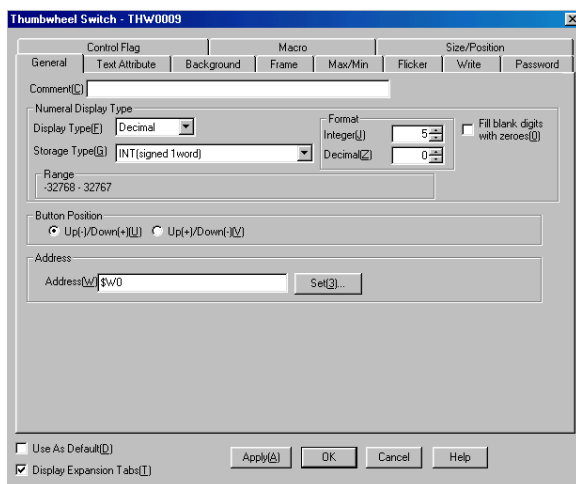 Thumbwheel Switch - THW0009
Control Flag Macro Size/Position
General Text Attribute Background Frame Max/Min Flicker Write Password
Comment(C)
Numeral Display Type
Display Type(F) Decimal
Storage Type(G) INT(signed 1word)
Format
Integer(J) 5
Decimal(Z) 0
Fill blank digits
with zeroes(0)
Range
-32768 - 32767
Button Position
Up(-)/Down(+)(U) Up(+)/Down(-)(V)
Address
Address(W) $W0 Set(3)...
Use As Default(D)
Display Expansion Tabs(T)
Apply(A) OK Cancel Help